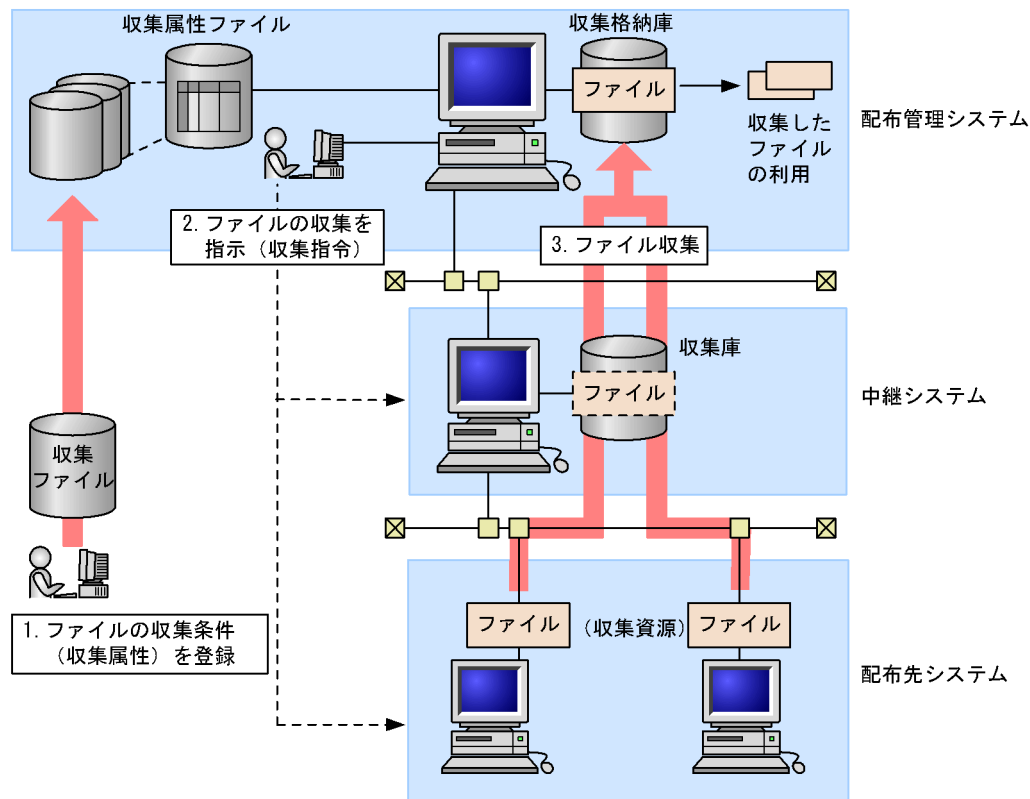 収集属性ファイル
収集格納庫
ファイル
収集した
ファイル
の利用
配布管理システム
2. ファイルの収集を
指示（収集指令）
3. ファイル収集
収集庫
ファイル
中継システム
収集
ファイル
1. ファイルの収集条件
（収集属性）を登録
ファイル
（収集資源）
ファイル
配布先システム